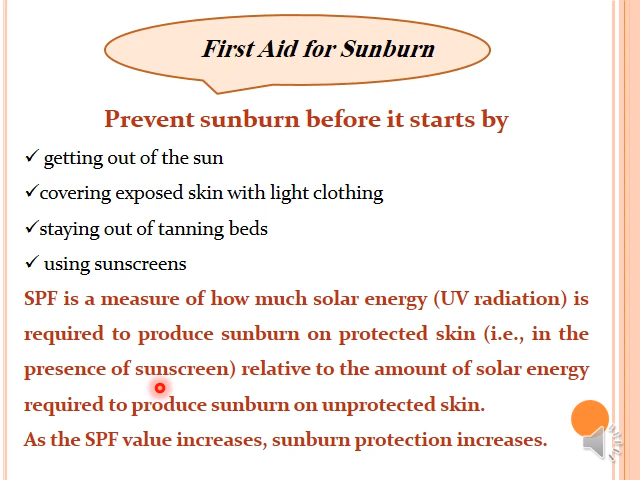 First Aid for Sunburn
Prevent sunburn before it starts by
✓ getting out of the sun
✓covering exposed skin with light clothing
✓staying out of tanning beds
✓ using sunscreens
SPF is a measure of how much solar energy (UV radiation) is
required to produce sunburn on protected skin (i.e., in the
presence of sunscreen) relative to the amount of solar energy
required to produce sunburn on unprotected skin.
As the SPF value increases, sunburn protection increases.